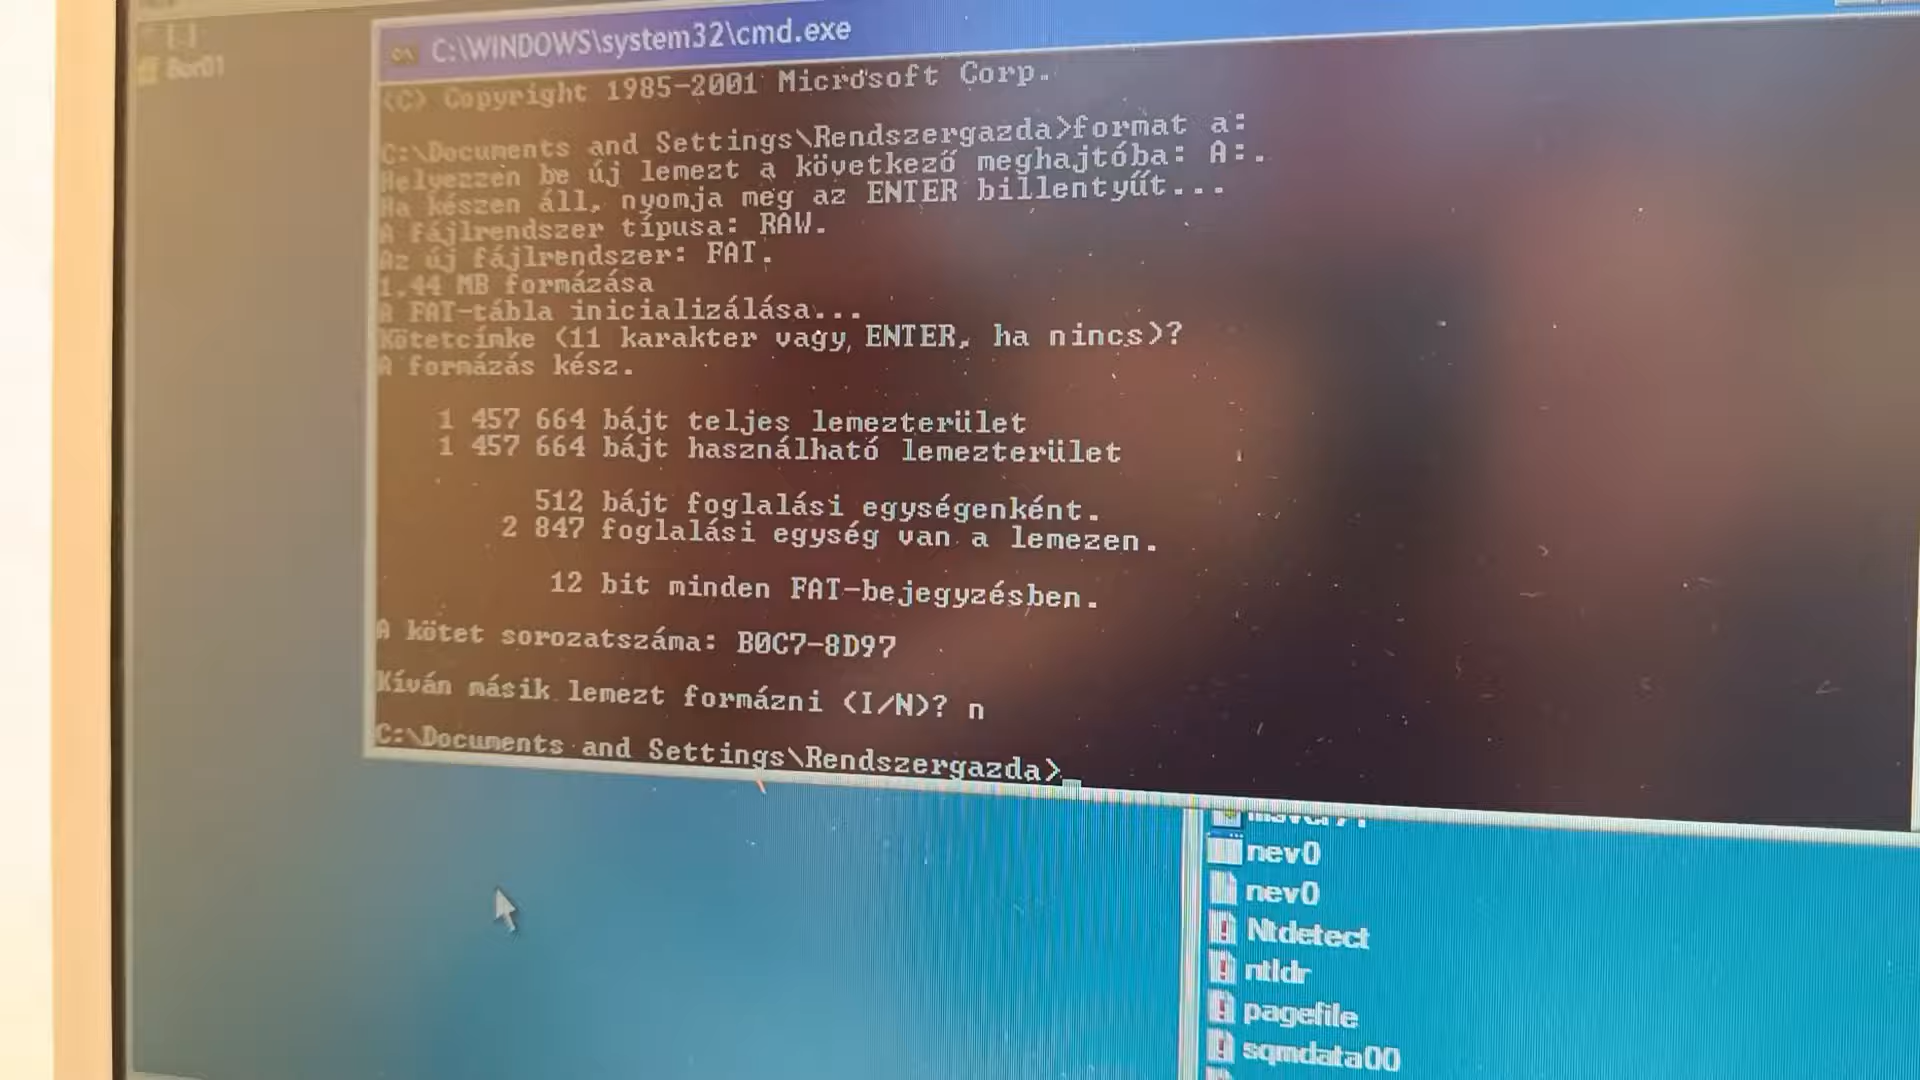 [..]
Bor01
C:\WINDOWS\system32\cmd.exe
(C) Copyright 1985-2001 Microsoft Corp.
C:\Documents and Settings\Rendszergazda>format a:
Helyezzen be új lemezt a következő meghajtóba: A:.
Ha készen áll, nyomja meg az ENTER billentyűt...
A fájlrendszer típusa: RAW.
Az új fájlrendszer: FAT.
1,44 MB formázása
A FAT-tábla inicializálása...
Kötetcímke (11 karakter vagy ENTER, ha nincs)?
A formázás kész.
1 457 664 bájt teljes lemezterület
1 457 664 bájt használható lemezterület
512 bájt foglalási egységenként.
2 847 foglalási egység van a lemezen.
12 bit minden FAT-bejegyzésben.
A kötet sorozatszáma: B0C7-8D97
Kíván másik lemezt formázni (I/N)? n
C:\Documents and Settings\Rendszergazda>_
nev0
nev0
Ntdetect
ntldr
pagefile
sqmdata00